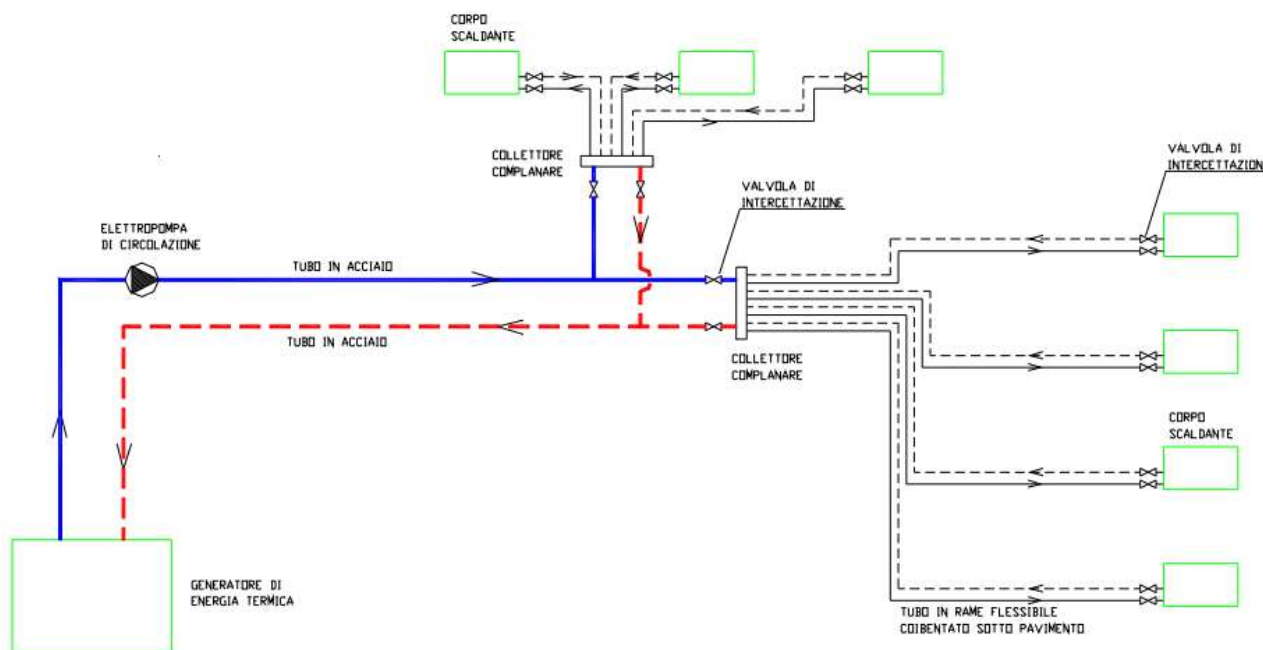 CORPO
SCALDANTE
COLLETTORE
COMPLANARE
VALVOLA DI
INTERCETTAZIONE
VALVOLA DI
INTERCETTAZION
ELETTROPOMPA
DI CIRCOLAZIONE
TUBO IN ACCIAIO
TUBO IN ACCIAIO
COLLETTORE
COMPLANARE
CORPO
SCALDANTE
GENERATORE DI
ENERGIA TERMICA
TUBO IN RAME FLESSIBILE
COIBENTATO SOTTO PAVIMENTO